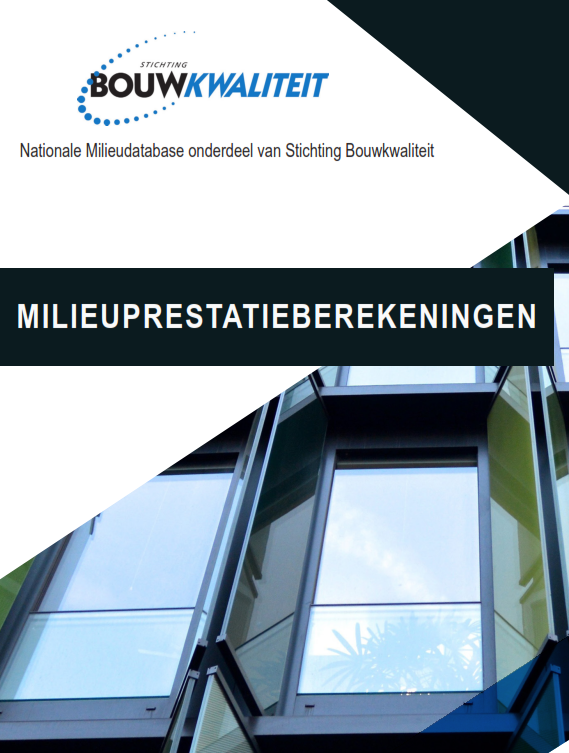 STICHTING
BOUWKWALITEIT
Nationale Milieudatabase onderdeel van Stichting Bouwkwaliteit
MILIEUPRESTATIEBEREKENINGEN